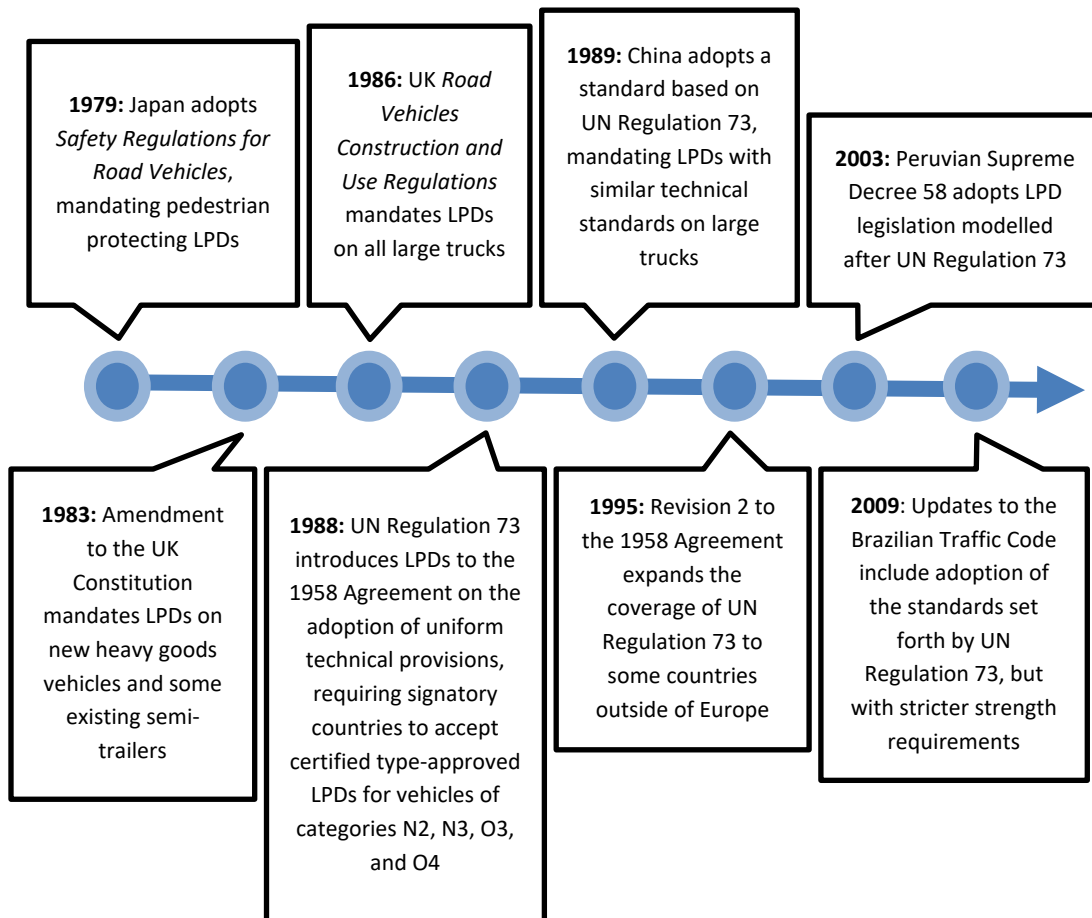 1979: Japan adopts
Safety Regulations for
Road Vehicles,
mandating pedestrian
protecting LPDs
1986: UK Road
Vehicles
Construction and
Use Regulations
mandates LPDs
on all large trucks
1989: China adopts a
standard based on
UN Regulation 73,
mandating LPDs with
similar technical
standards on large
trucks
2003: Peruvian Supreme
Decree 58 adopts LPD
legislation modelled
after UN Regulation 73
1983: Amendment
to the UK
Constitution
mandates LPDs on
new heavy goods
vehicles and some
existing semi-
trailers
1988: UN Regulation 73
introduces LPDs to the
1958 Agreement on the
adoption of uniform
technical provisions,
requiring signatory
countries to accept
certified type-approved
LPDs for vehicles of
categories N2, N3, O3,
and O4
1995: Revision 2 to
the 1958 Agreement
expands the
coverage of UN
Regulation 73 to
some countries
outside of Europe
2009: Updates to the
Brazilian Traffic Code
include adoption of
the standards set
forth by UN
Regulation 73, but
with stricter strength
requirements